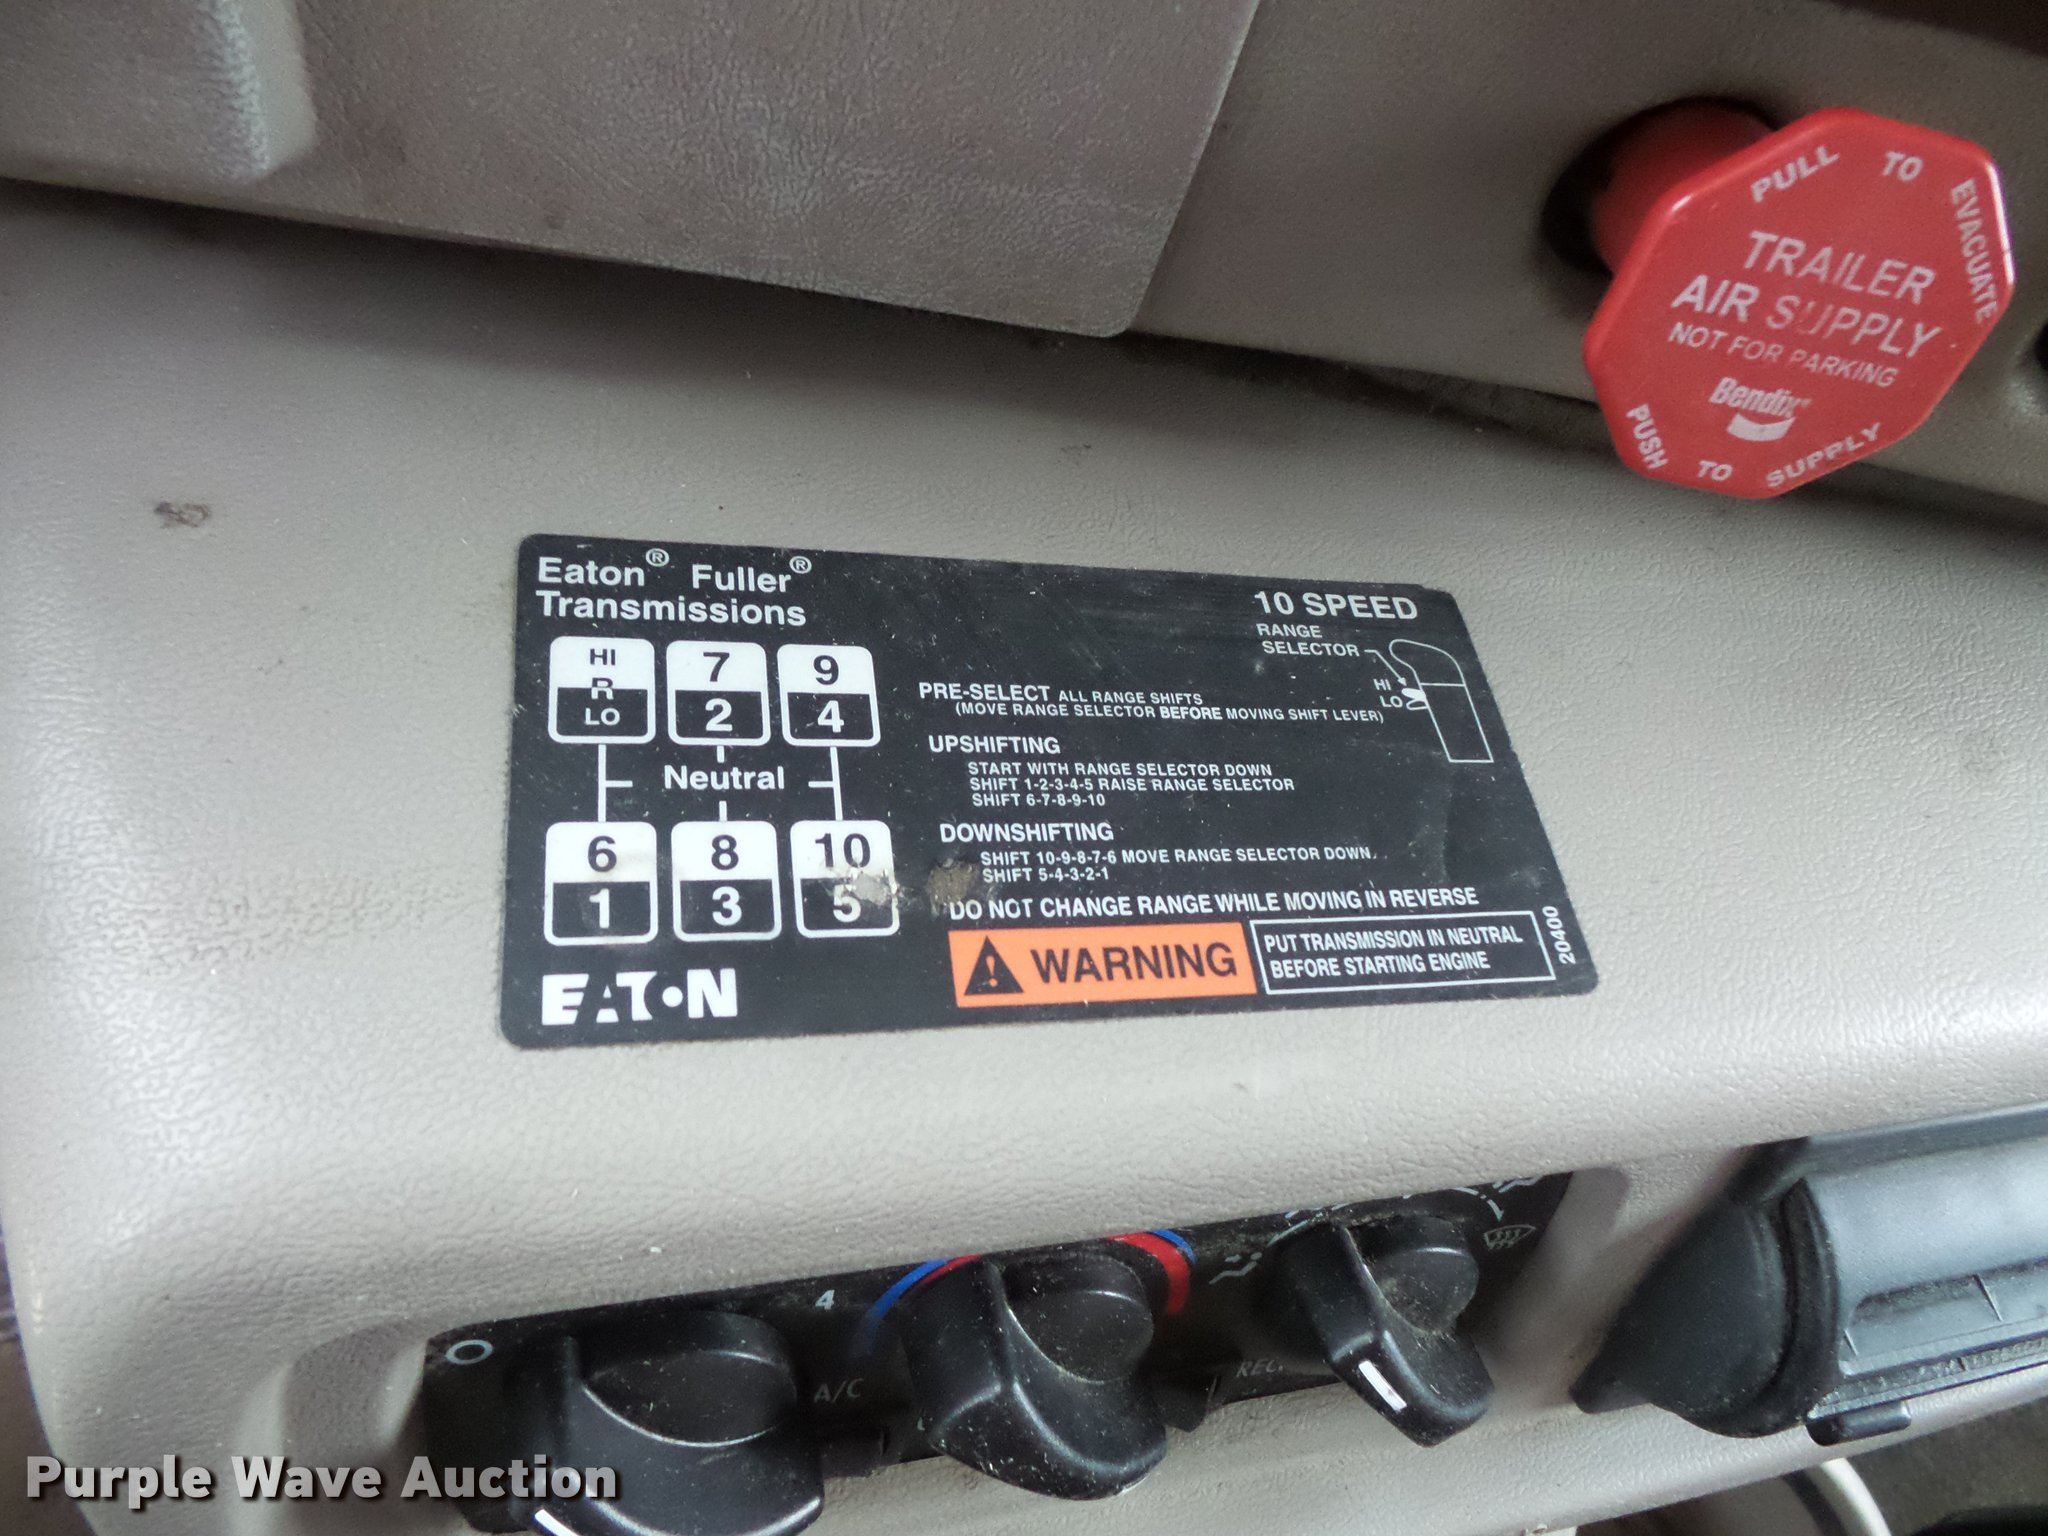 PULL TO EVACUATE
TRAILER
AIR SUPPLY
NOT FOR PARKING
Bendix
PUSH TO SUPPLY
Eaton® Fuller®
Transmissions
10 SPEED
RANGE
SELECTOR
HI
LO
HI
R
LO
7
2
9
4
Neutral
6
1
8
3
10
5
PRE-SELECT ALL RANGE SHIFTS
(MOVE RANGE SELECTOR BEFORE MOVING SHIFT LEVER)
UPSHIFTING
START WITH RANGE SELECTOR DOWN
SHIFT 1-2-3-4-5 RAISE RANGE SELECTOR
SHIFT 6-7-8-9-10
DOWNSHIFTING
SHIFT 10-9-8-7-6 MOVE RANGE SELECTOR DOWN.
SHIFT 5-4-3-2-1
DO NOT CHANGE RANGE WHILE MOVING IN REVERSE
WARNING
PUT TRANSMISSION IN NEUTRAL
BEFORE STARTING ENGINE
20400
EATON
4
A/C
REC.
Purple Wave Auction